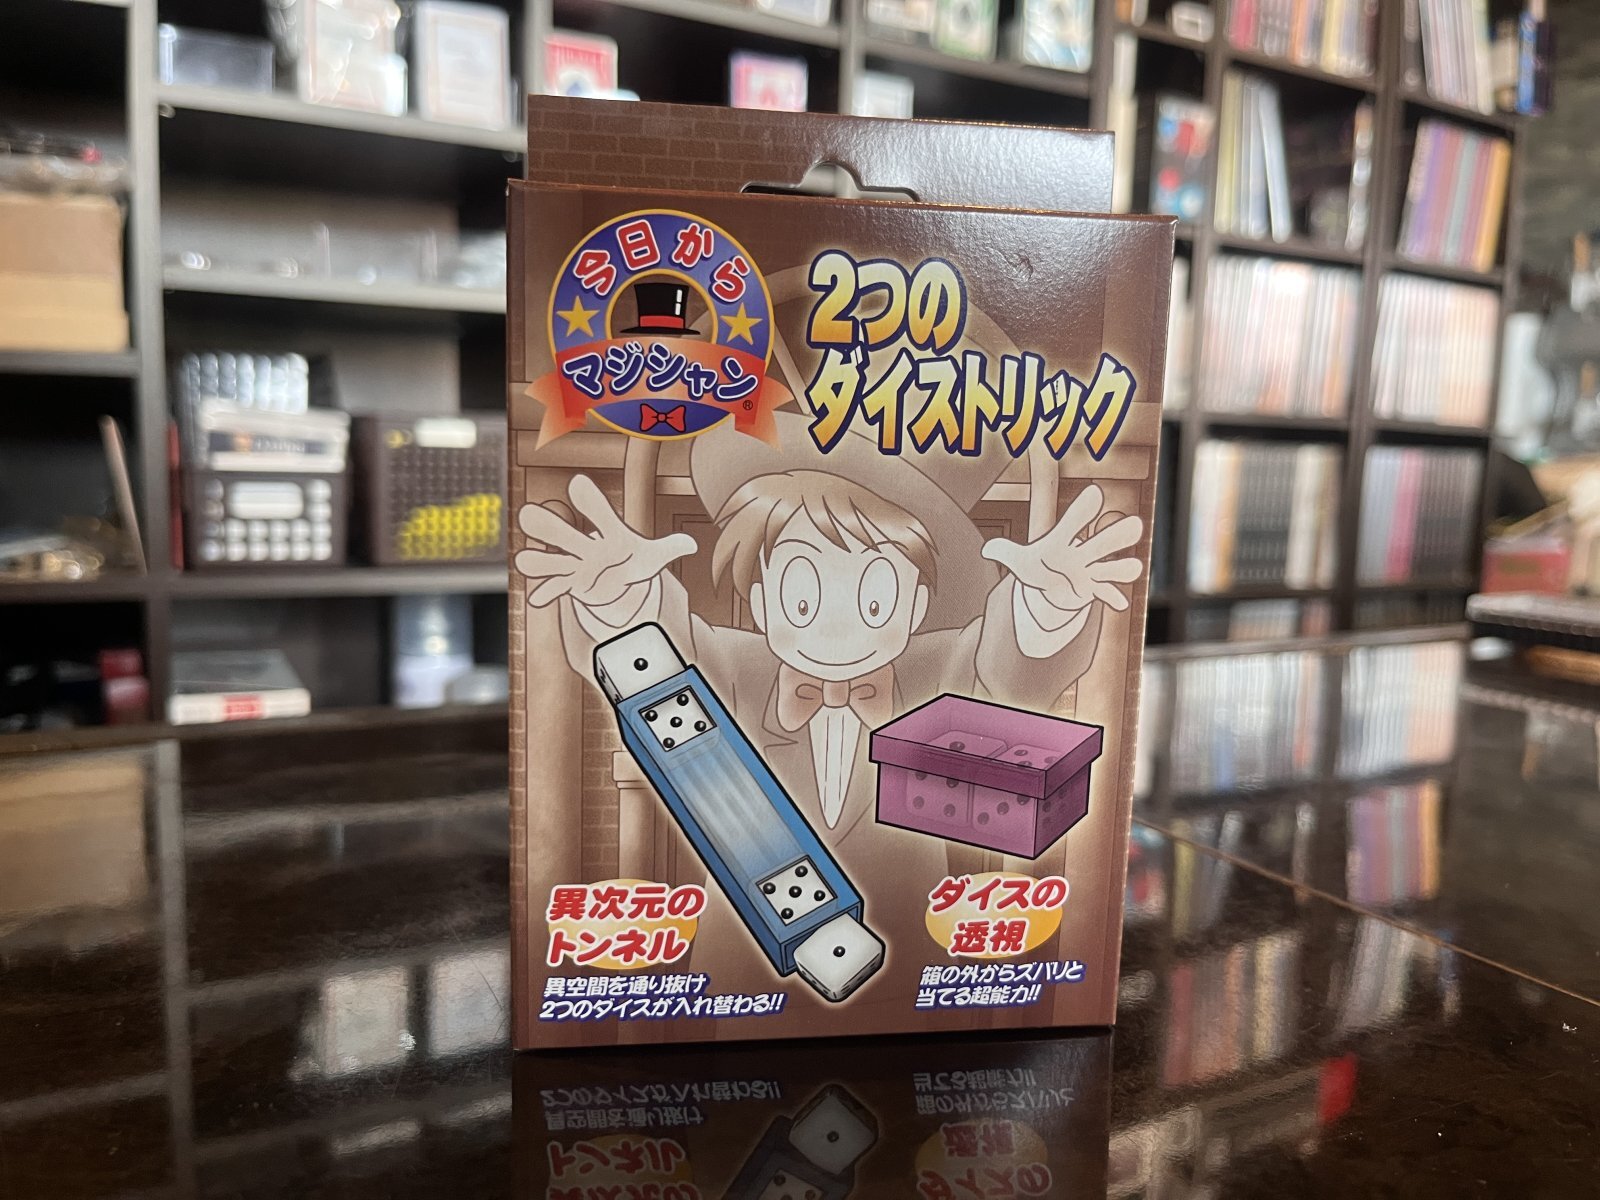 今日から
マジシャン
®
2つの
ダイストリック
異次元の
トンネル
異空間を通り抜け
2つのダイスが入れ替わる!!
ダイスの
透視
箱の外からズバリと
当てる超能力!!